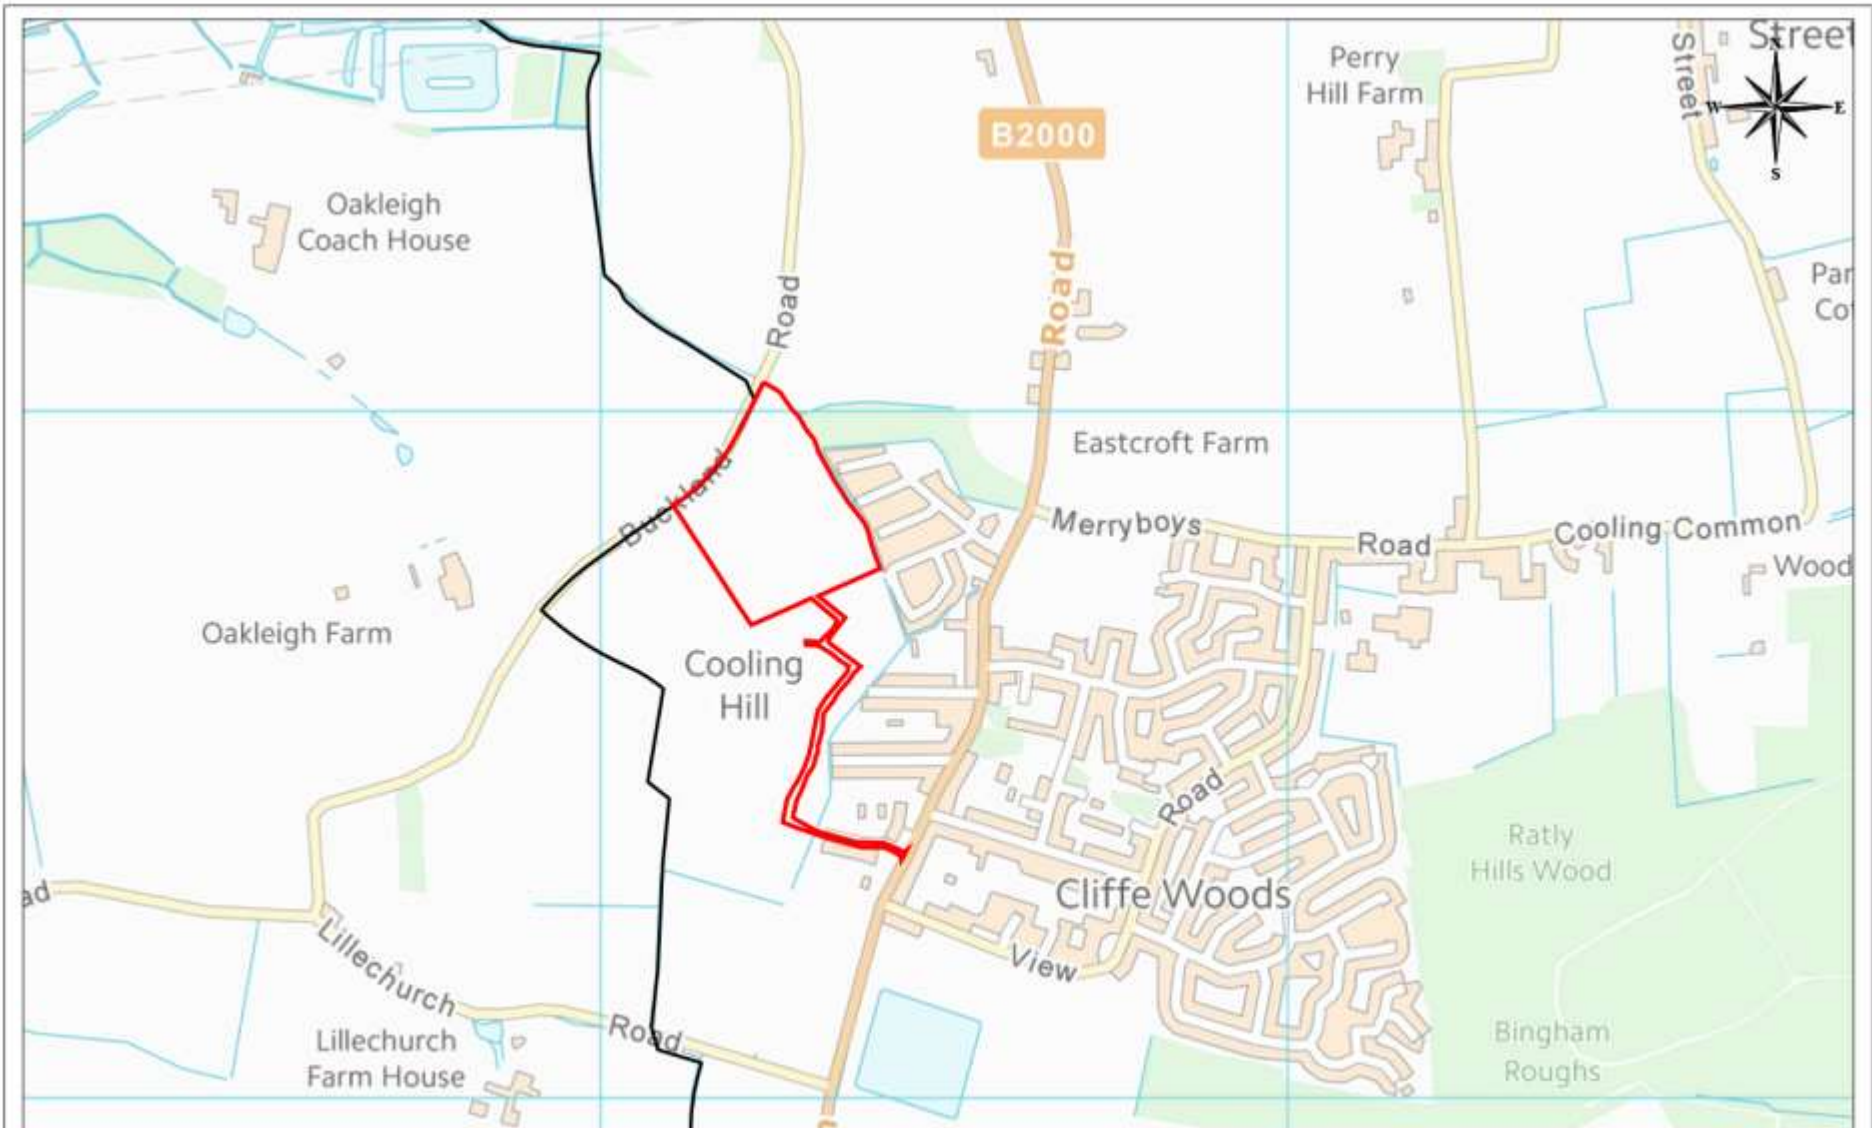 Street
Street
N
W
E
S
Perry
Hill Farm
B2000
Oakleigh
Coach House
Road
Road
Par
Co
Buckland
Eastcroft Farm
Merryboys
Road
Cooling Common
Wood
Oakleigh Farm
Cooling
Hill
Road
Ratly
Hills Wood
Cliffe Woods
ad
View
Lillechurch
Road
Lillechurch
Farm House
Bingham
Roughs